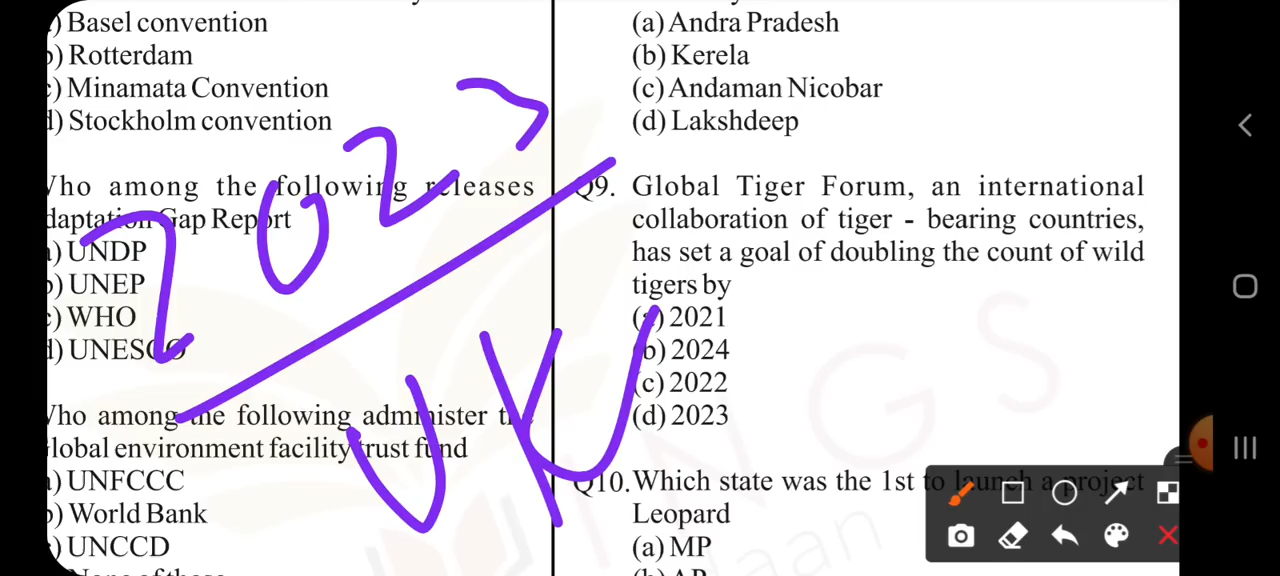 ) Basel convention
) Rotterdam
) Minamata Convention
) Stockholm convention
ho among the following releases
daptation Gap Report
) UNDP
) UNEP
) WHO
) UNESCO
ho among the following administer the
lobal environment facility trust fund
) UNFCCC
) World Bank
) UNCCD
(a) Andra Pradesh
(b) Kerela
(c) Andaman Nicobar
(d) Lakshdeep
Q9. Global Tiger Forum, an international
collaboration of tiger - bearing countries,
has set a goal of doubling the count of wild
tigers by
(a) 2021
(b) 2024
(c) 2022
(d) 2023
Q10. Which state was the 1st to launch a project
Leopard
(a) MP
2023
UK
INGS